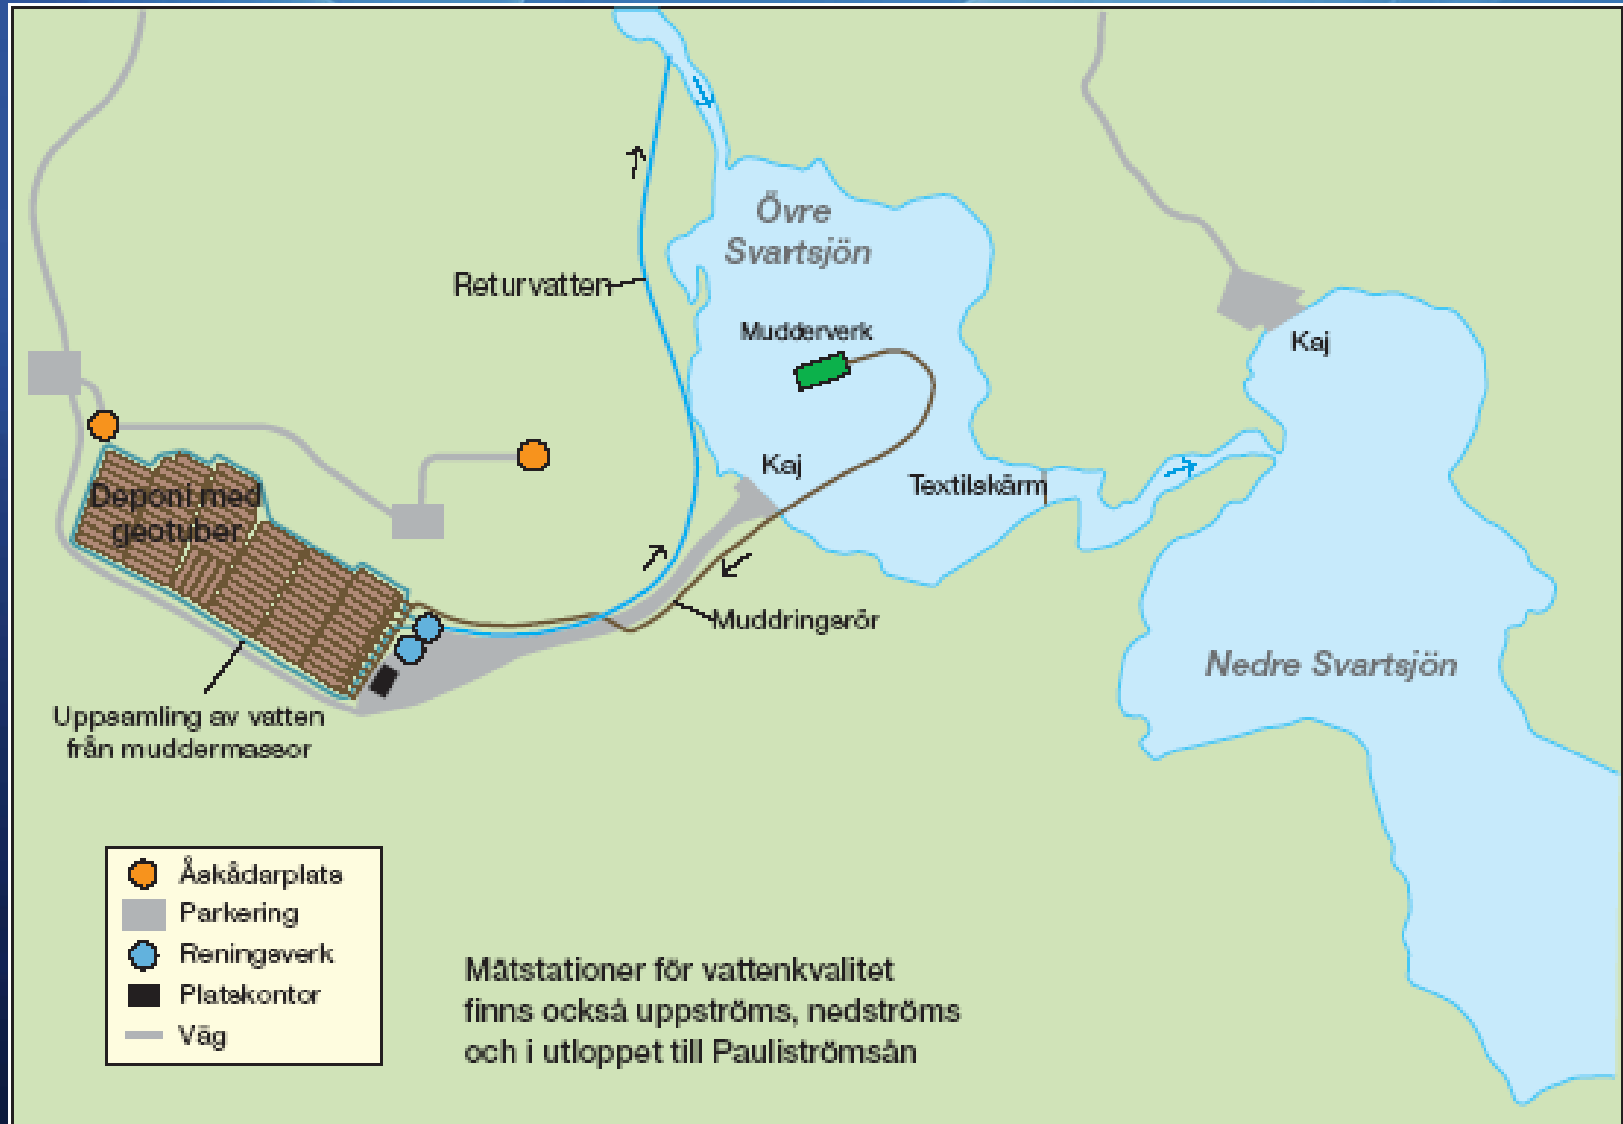 Övre
Svartsjön
Returvatten
Mudderverk
Kaj
Kaj
Textilskärm
Deponi med
geotuber
Muddringsrör
Nedre Svartsjön
Uppsamling av vatten
från muddermassor
Åskådarplats
Parkering
Reningsverk
Platskontor
Väg
Mätstationer för vattenkvalitet
finns också uppströms, nedströms
och i utloppet till Pauliströmsån